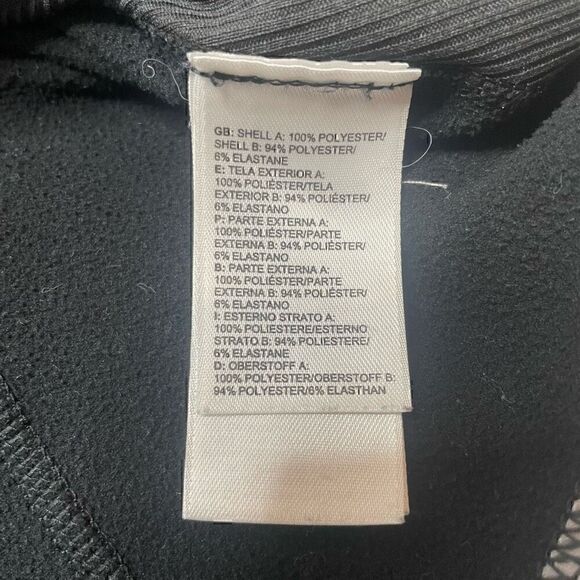 GB: SHELL A: 100% POLYESTER/
SHELL B: 94% POLYESTER/
6% ELASTANE
E: TELA EXTERIOR A:
100% POLIÉSTER/TELA
EXTERIOR B: 94% POLIÉSTER/
6% ELASTANO
P: PARTE EXTERNA A:
100% POLIÉSTER/PARTE
EXTERNA B: 94% POLIÉSTER/
6% ELASTANO
B: PARTE EXTERNA A:
100% POLIÉSTER/PARTE
EXTERNA B: 94% POLIÉSTER/
6% ELASTANO
I: ESTERNO STRATO A:
100% POLIESTERE/ESTERNO
STRATO B: 94% POLIESTERE/
6% ELASTANE
D: OBERSTOFF A:
100% POLYESTER/OBERSTOFF B:
94% POLYESTER/6% ELASTHAN